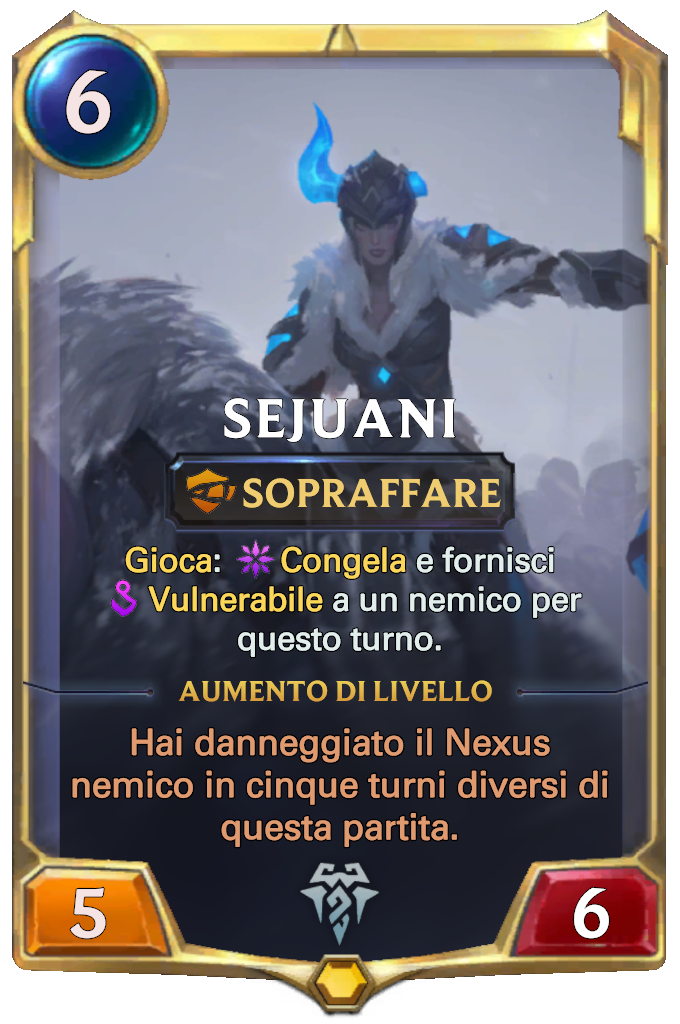 6
SEJUANI
SOPRAFFARE
Gioca: Congela e fornisci
Vulnerabile a un nemico per
questo turno.
AUMENTO DI LIVELLO
Hai danneggiato il Nexus
nemico in cinque turni diversi di
questa partita.
5
6